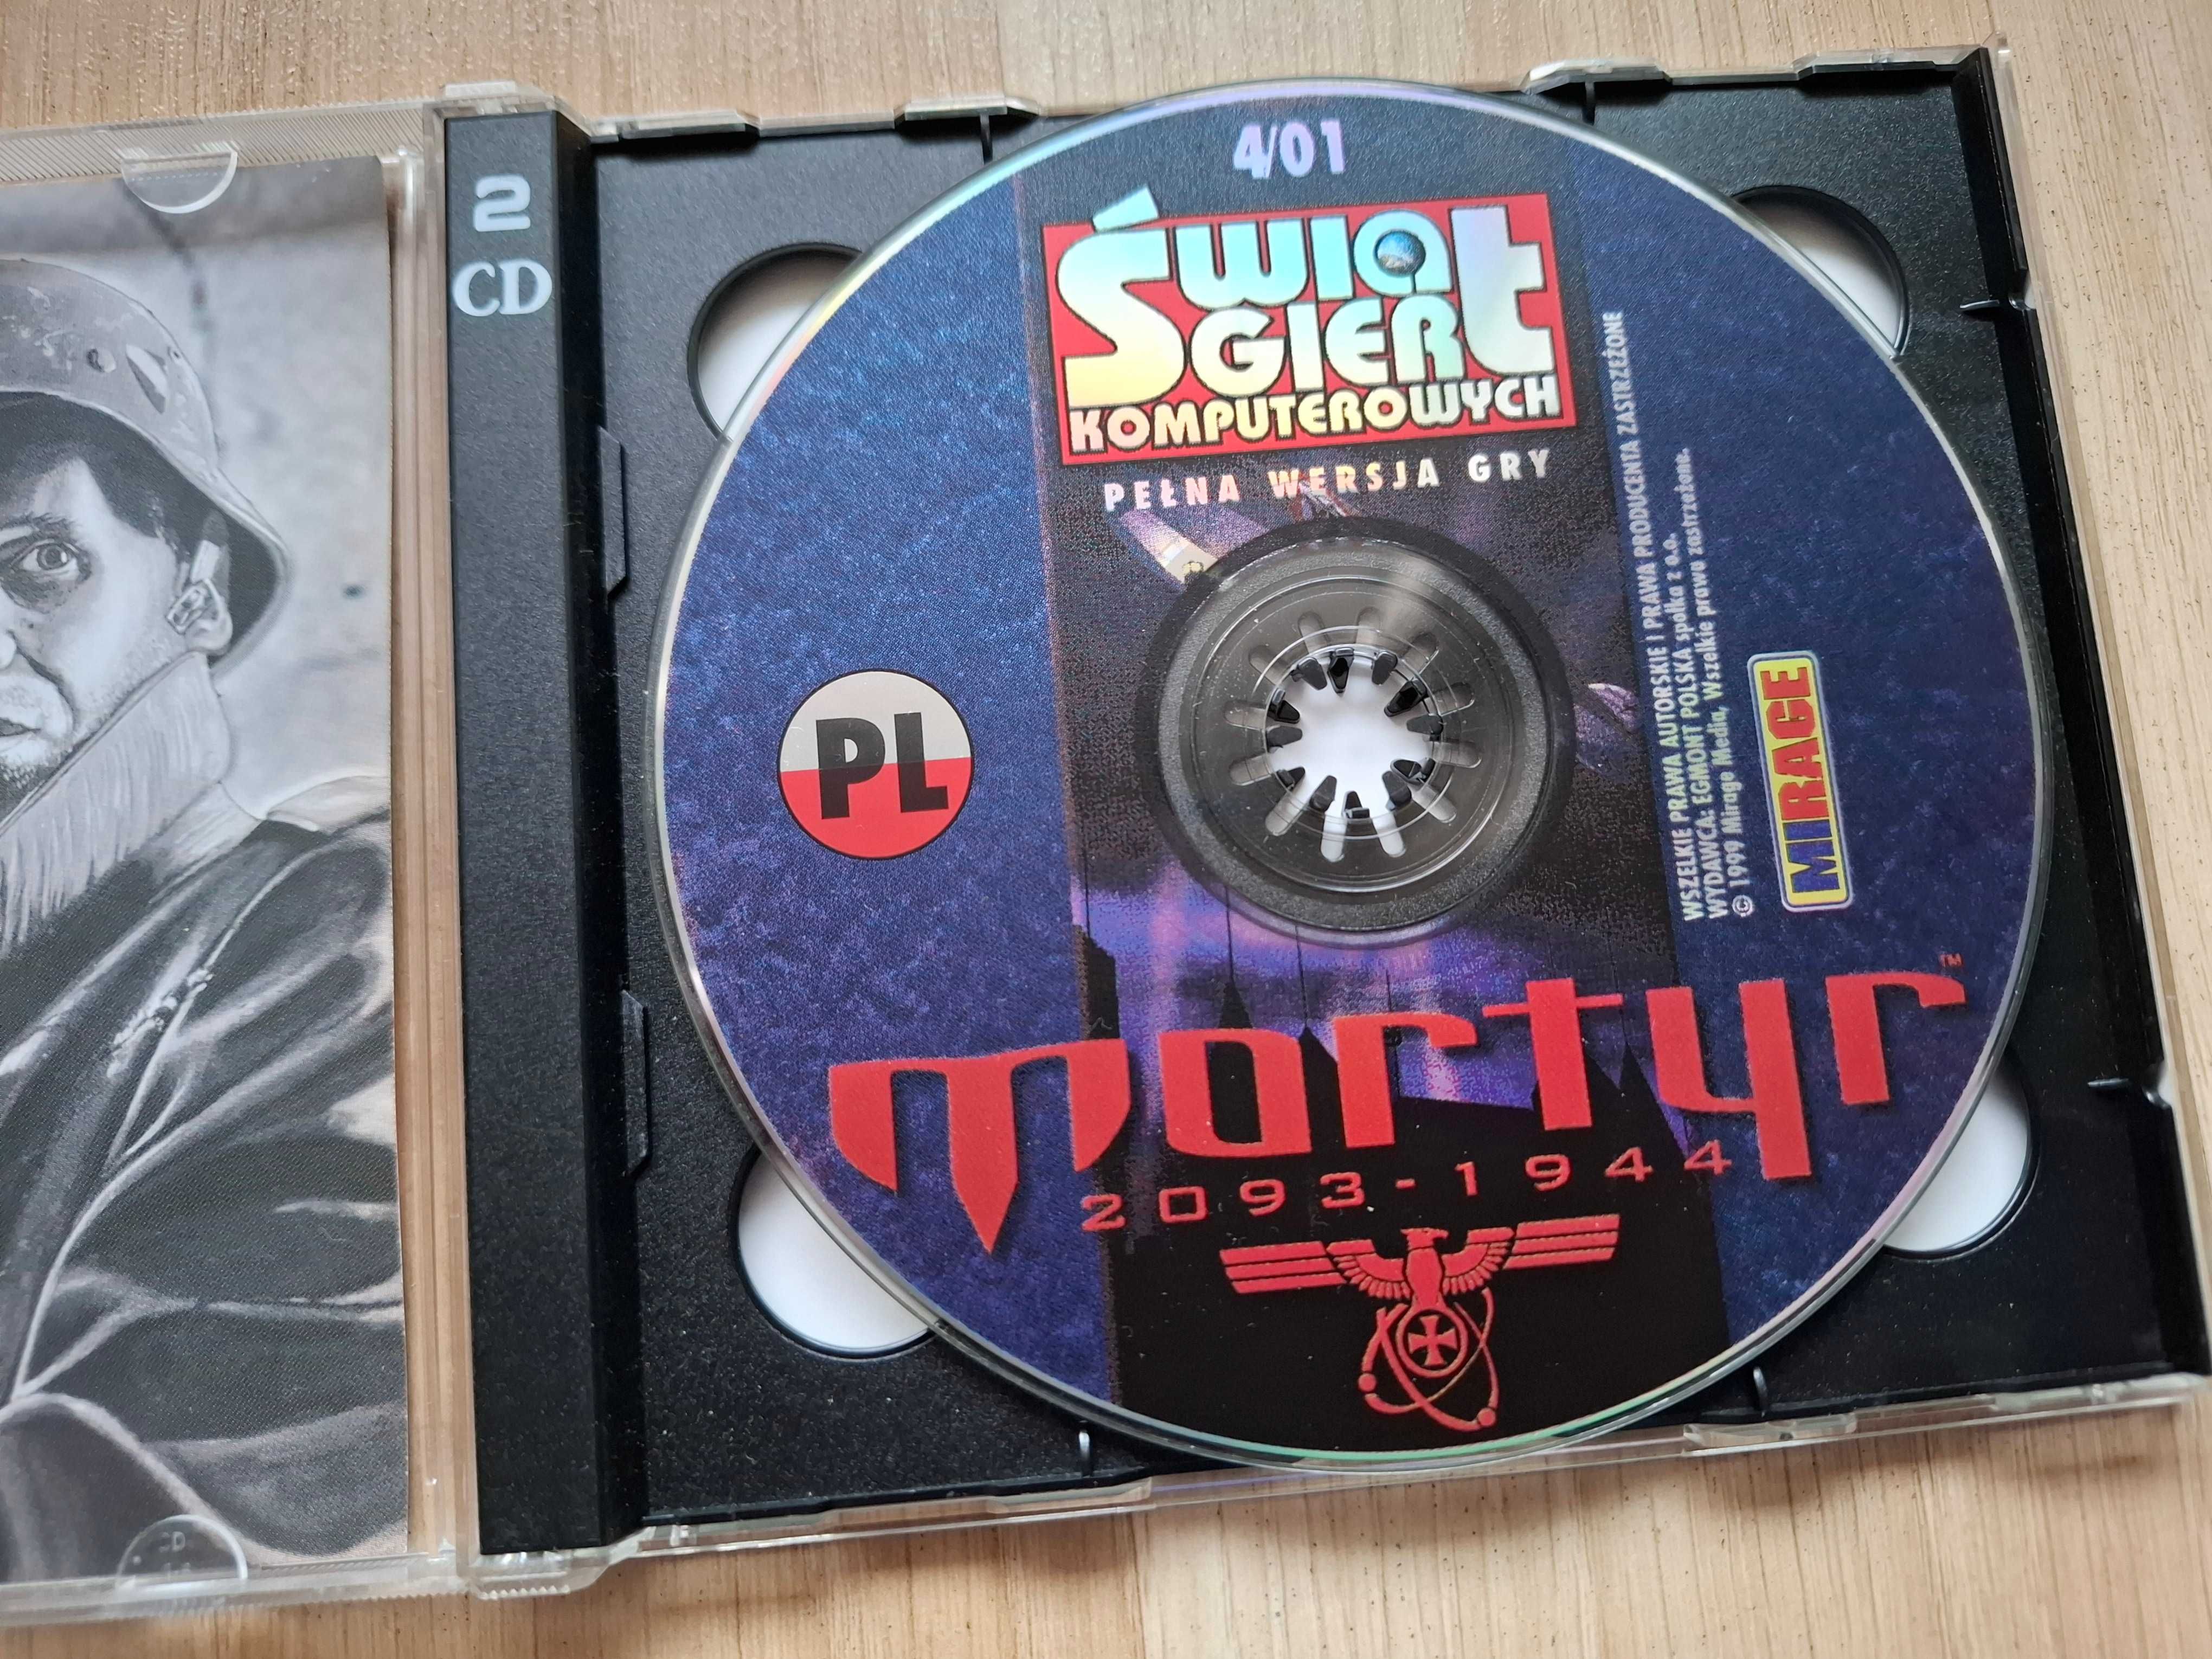 2
CD
4/01
ŚWIAT
GIER
KOMPUTEROWYCH
PEŁNA WERSJA GRY
PL
WSZELKIE PRAWA AUTORSKIE I PRAWA PRODUCENTA ZASTRZEŻONE
WYDAWCA: EGMONT POLSKA spółka z o.o.
© 1999 Mirage Media, Wszelkie prawa zastrzeżone.
MIRAGE
mortyr™
2093-1944